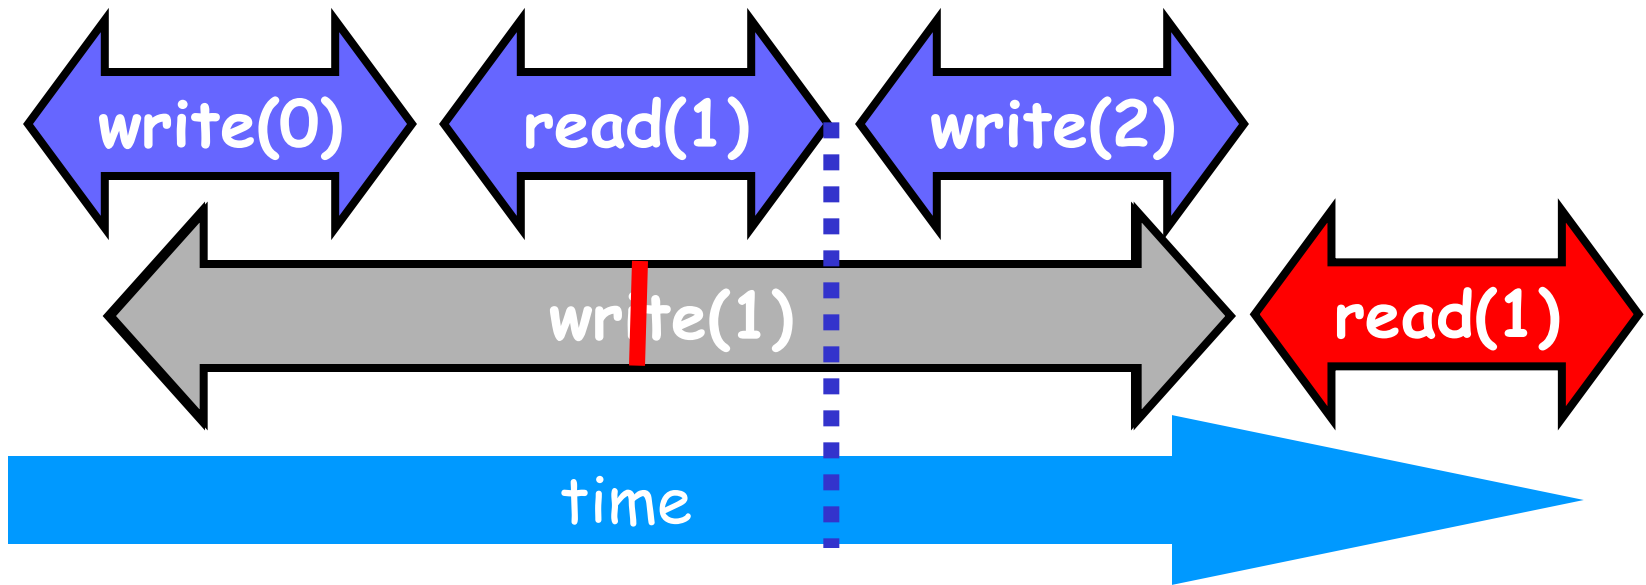 write(0) read(1) write(2)
write(1) read(1)
time